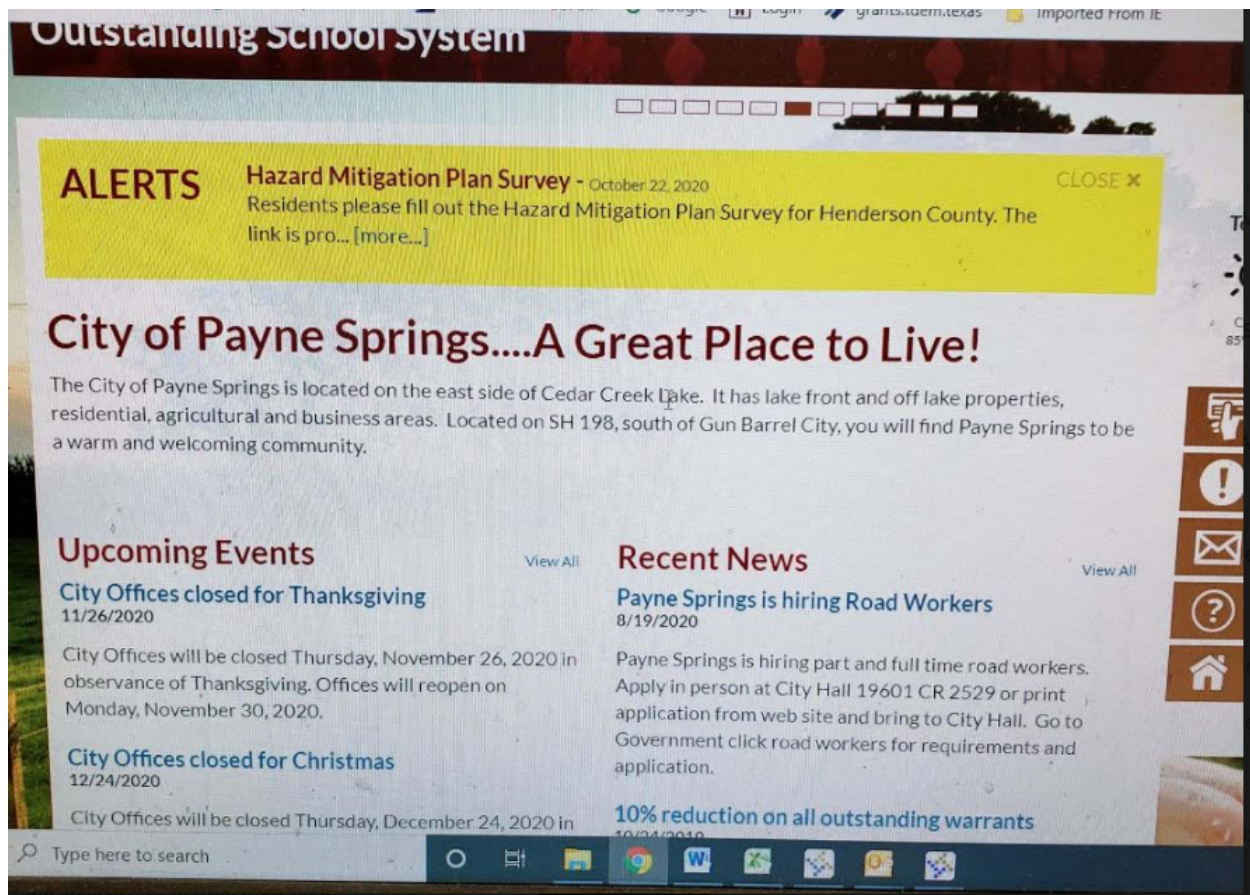 Google
Login
grants.tdem.texas
Imported From IE
Outstanding School System
ALERTS
Hazard Mitigation Plan Survey - October 22, 2020
CLOSE X
Residents please fill out the Hazard Mitigation Plan Survey for Henderson County. The
link is pro... [more...]
City of Payne Springs....A Great Place to Live!
The City of Payne Springs is located on the east side of Cedar Creek Lake. It has lake front and off lake properties,
residential, agricultural and business areas. Located on SH 198, south of Gun Barrel City, you will find Payne Springs to be
a warm and welcoming community.
85°
Upcoming Events
View All
City Offices closed for Thanksgiving
11/26/2020
City Offices will be closed Thursday, November 26, 2020 in
observance of Thanksgiving. Offices will reopen on
Monday, November 30, 2020.
City Offices closed for Christmas
12/24/2020
City Offices will be closed Thursday, December 24, 2020 in
Recent News
View All
Payne Springs is hiring Road Workers
8/19/2020
Payne Springs is hiring part and full time road workers.
Apply in person at City Hall 19601 CR 2529 or print
application from web site and bring to City Hall. Go to
Government click road workers for requirements and
application.
10% reduction on all outstanding warrants
Type here to search